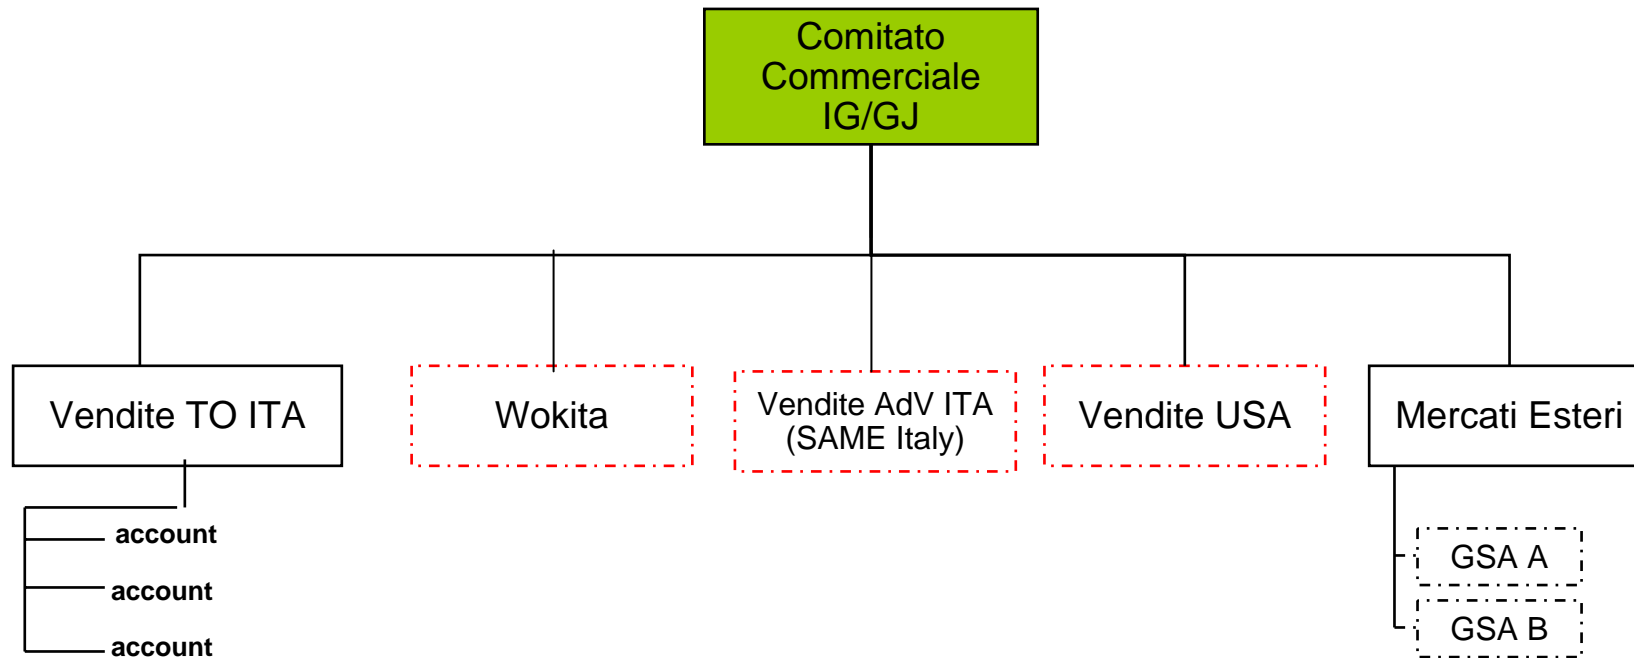 Comitato
Commerciale
IG/GJ
Vendite TO ITA
Wokita
Vendite AdV ITA
(SAME Italy)
Vendite USA
Mercati Esteri
account
account
account
GSA A
GSA B